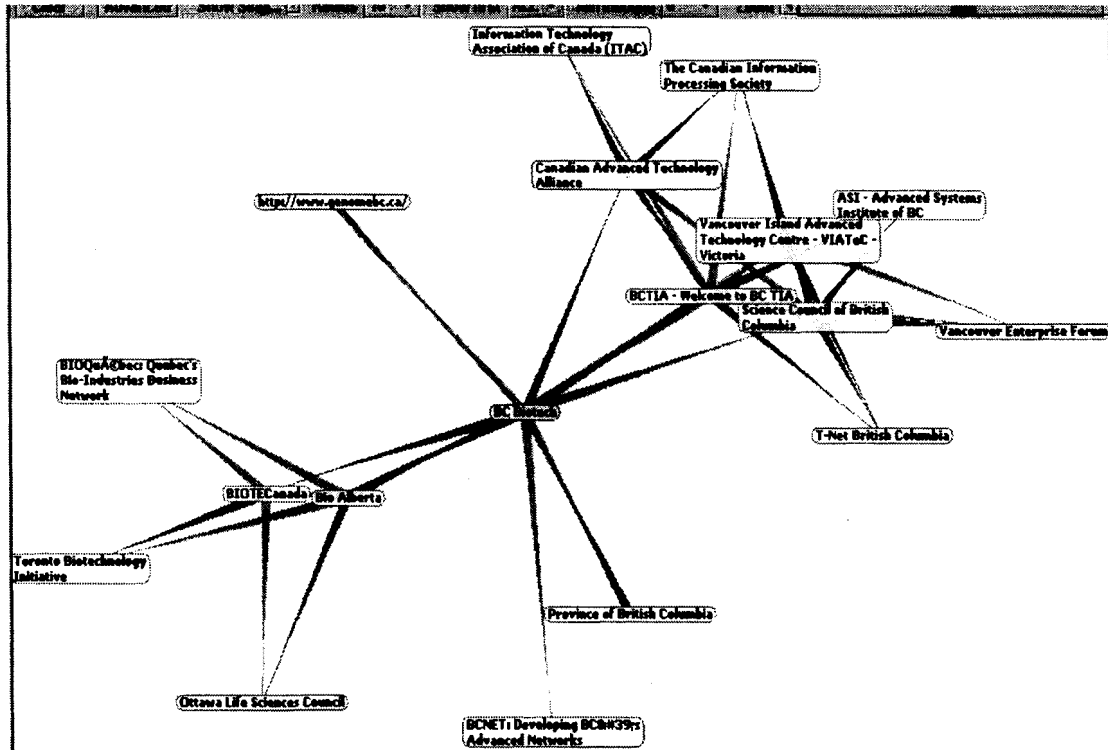 Information Technology
Association of Canada (ITAC)
The Canadian Information
Processing Society
Canadian Advanced Technology
Alliance
http://www.genomebc.ca/
ASI - Advanced Systems
Institute of BC
Vancouver Island Advanced
Technology Centre - VIATeC -
Victoria
BCTIA - Welcome to BC TIA
Science Council of British
Columbia
Vancouver Enterprise Forum
BIOQuÃ©bec: Quebec's
Bio-Industries Business
Network
BC Biotech
T-Net British Columbia
BIOTECanada
Bio Alberta
Toronto Biotechnology
Initiative
Province of British Columbia
Ottawa Life Sciences Council
BCNET: Developing BC&#39;s
Advanced Networks